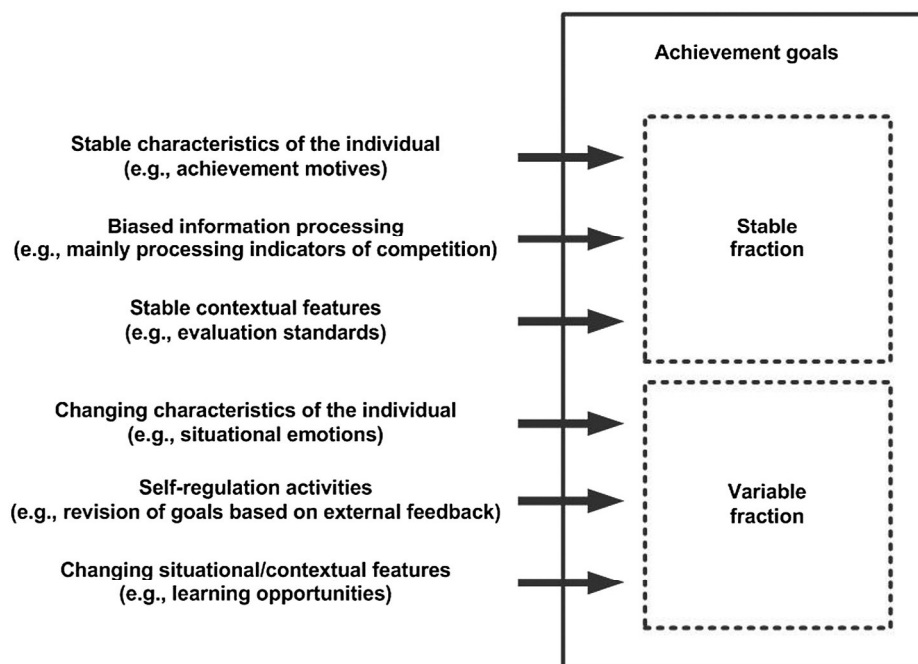 Achievement goals
Stable characteristics of the individual
(e.g., achievement motives)
Biased information processing
(e.g., mainly processing indicators of competition)
Stable contextual features
(e.g., evaluation standards)
Stable
fraction
Changing characteristics of the individual
(e.g., situational emotions)
Self-regulation activities
(e.g., revision of goals based on external feedback)
Changing situational/contextual features
(e.g., learning opportunities)
Variable
fraction